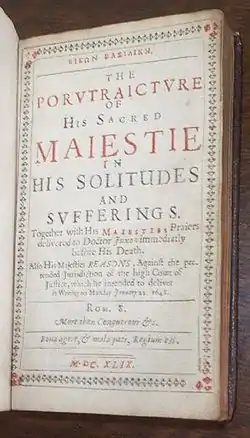 ΕΙΚΩΝ ΒΑΣΙΛΙΚΗ.
THE
PORVTRAICTVRE
OF
HIS SACRED
MAIESTIE
IN
HIS SOLITUDES
AND
SVFFERINGS.
Together with His MAIESTIES Praiers
delivered to Doctor Juxon immediatly
before His Death.
Also His Majesties REASONS, Against the pre-
tended Jurisdiction of the high Court of
Justice, which he intended to deliver
in Writing on Munday January 22. 1648.
ROM. 8.
More than Conquerour &c.
Bona agere, & mala pati, Regium est.
M.DC.XLIX.